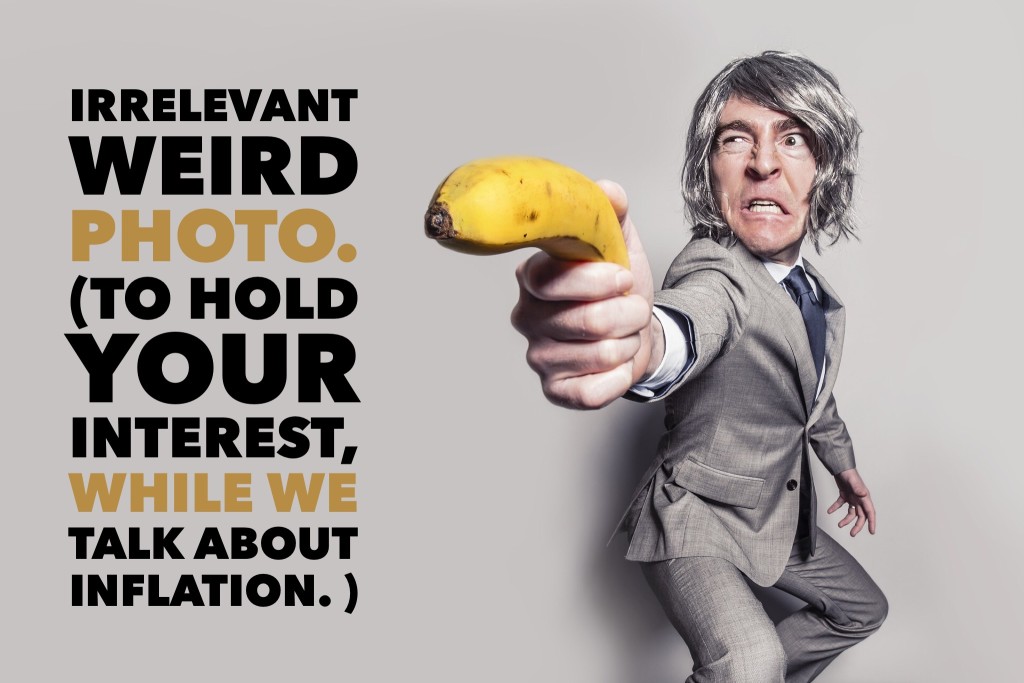 IRRELEVANT
WEIRD
PHOTO.
(TO HOLD
YOUR
INTEREST,
WHILE WE
TALK ABOUT
INFLATION. )